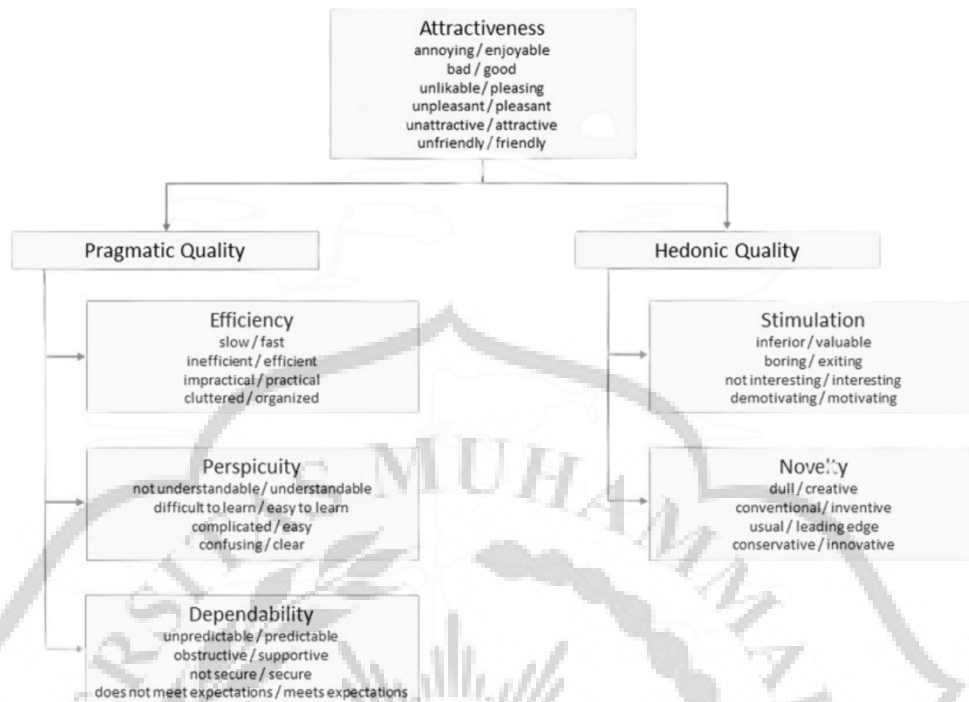 Attractiveness
annoying / enjoyable
bad / good
unlikable / pleasing
unpleasant / pleasant
unattractive / attractive
unfriendly / friendly
Pragmatic Quality
Hedonic Quality
Efficiency
slow / fast
inefficient / efficient
impractical / practical
cluttered / organized
Stimulation
inferior / valuable
boring / exiting
not interesting / interesting
demotivating / motivating
Perspicuity
not understandable / understandable
difficult to learn / easy to learn
complicated / easy
confusing / clear
Novelty
dull / creative
conventional / inventive
usual / leading edge
conservative / innovative
Dependability
unpredictable / predictable
obstructive / supportive
not secure / secure
does not meet expectations / meets expectations